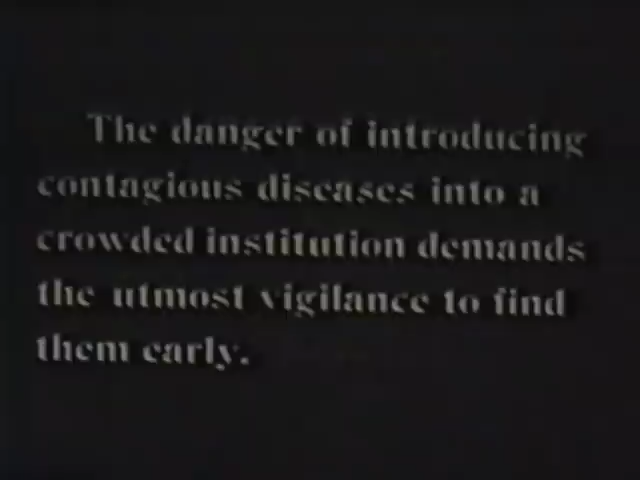 The danger of introducing
contagious diseases into a
crowded institution demands
the utmost vigilance to find
them early.